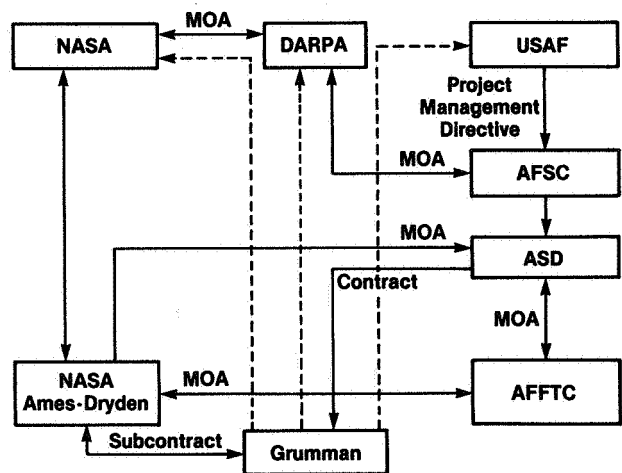 MOA
NASA
DARPA
USAF
Project
Management
Directive
MOA
AFSC
MOA
ASD
Contract
MOA
NASA
Ames-Dryden
MOA
AFFTC
Subcontract
Grumman